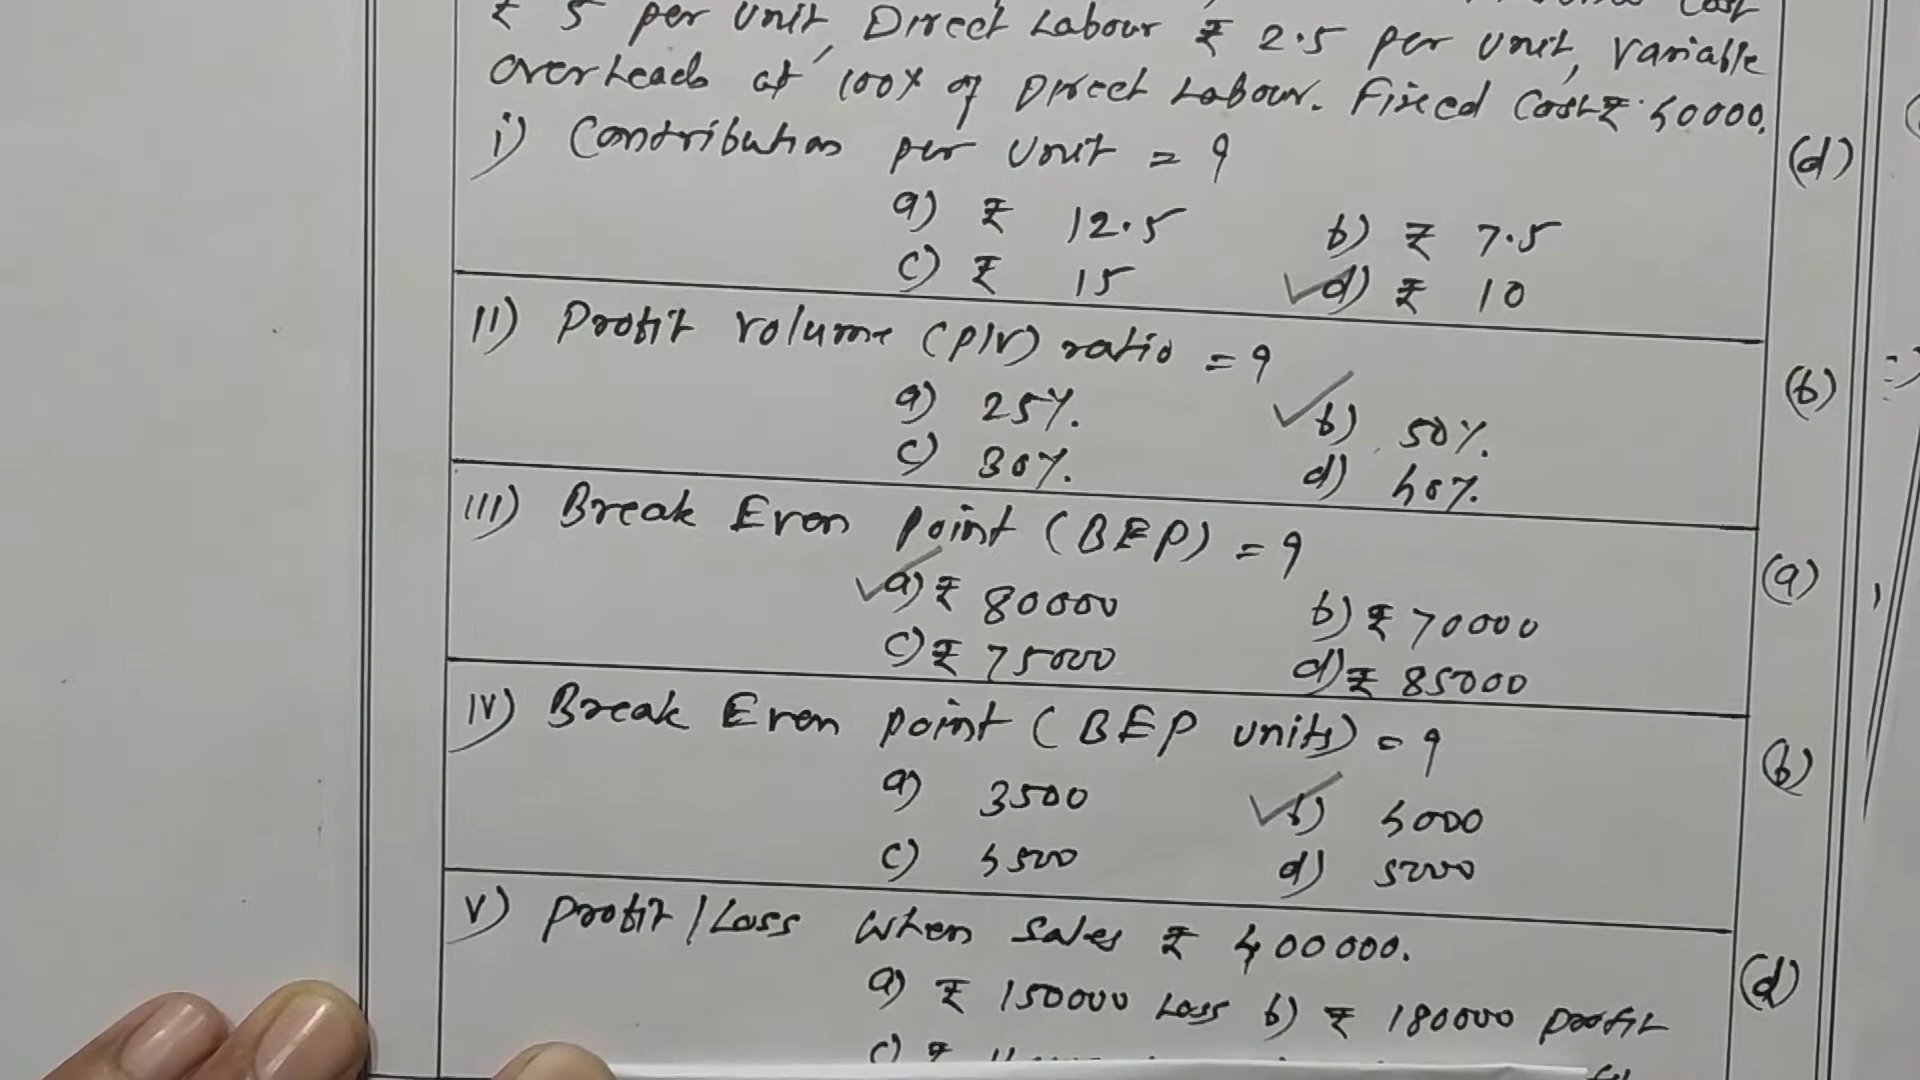 ₹ 5 per unit, Direct Labour ₹ 2.5 per unit, variable
overheads at 100% of Direct Labour. Fixed Cost ₹ 40000.
i) Contribution per unit = ?
(d)
a) ₹ 12.5 b) ₹ 7.5
c) ₹ 15 d) ₹ 10
II) Profit volume (P/V) ratio = ?
(b)
a) 25%. b) 50%.
c) 30%. d) 40%.
III) Break Even point (BEP) = ?
(a)
a) ₹ 80000 b) ₹ 70000
c) ₹ 75000 d) ₹ 85000
IV) Break Even point (BEP units) = ?
(b)
a) 3500 b) 4000
c) 4500 d) 5000
V) Profit / Loss when sales ₹ 400000.
(d)
a) ₹ 150000 Loss b) ₹ 180000 profit